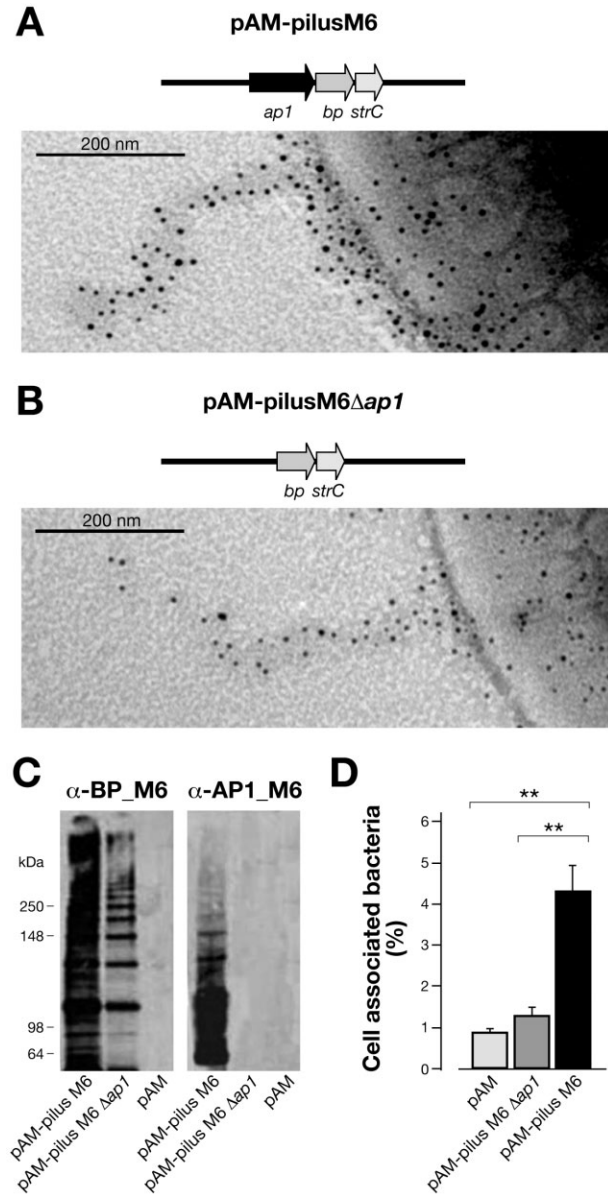 A
pAM-pilusM6
ap1 bp strC
200 nm
B
pAM-pilusM6Δap1
bp strC
200 nm
C
α-BP_M6 α-AP1_M6
kDa
250
148
98
64
pAM-pilus M6
pAM-pilus M6 Δap1
pAM
pAM-pilus M6
pAM-pilus M6 Δap1
pAM
D
**
**
Cell associated bacteria
(%)
6
5
4
3
2
1
0
pAM
pAM-pilus M6 Δap1
pAM-pilus M6